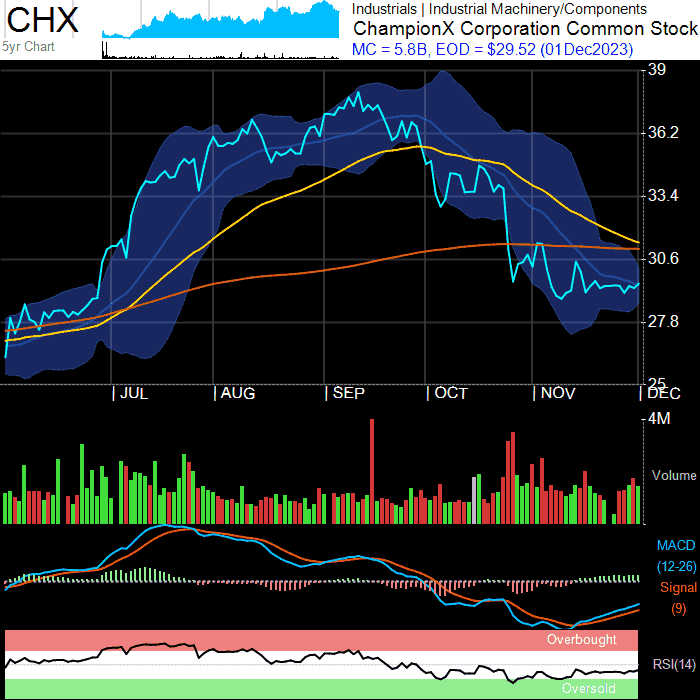 CHX
5yr Chart
Industrials | Industrial Machinery/Components
ChampionX Corporation Common Stock
MC = 5.8B, EOD = $29.52 (01Dec2023)
39
36.2
33.4
30.6
27.8
25
| JUL | AUG | SEP | OCT | NOV | DEC
4M
Volume
MACD
(12-26)
Signal
(9)
Overbought
RSI(14)
Oversold